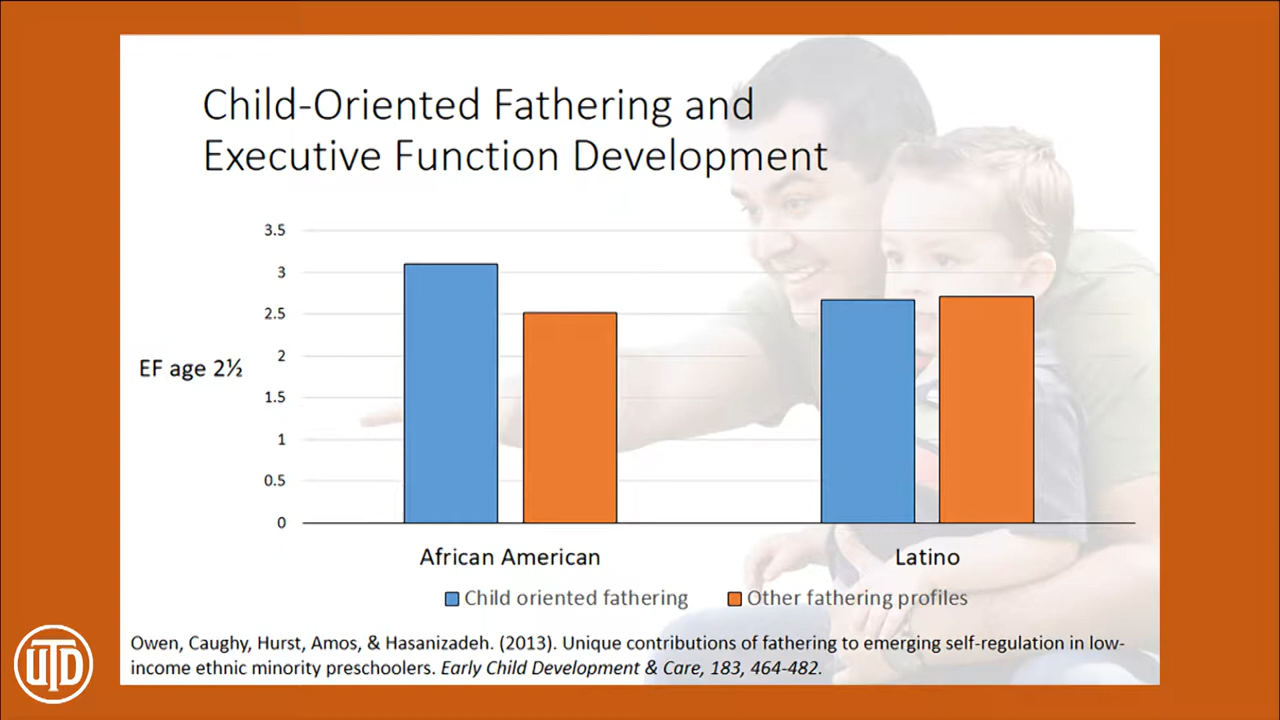 Child-Oriented Fathering and
Executive Function Development
3.5
3
2.5
2
1.5
1
0.5
0
EF age 2½
African American
Latino
Child oriented fathering
Other fathering profiles
Owen, Caughy, Hurst, Amos, & Hasanizadeh. (2013). Unique contributions of fathering to emerging self-regulation in low-
income ethnic minority preschoolers. Early Child Development & Care, 183, 464-482.
UTD